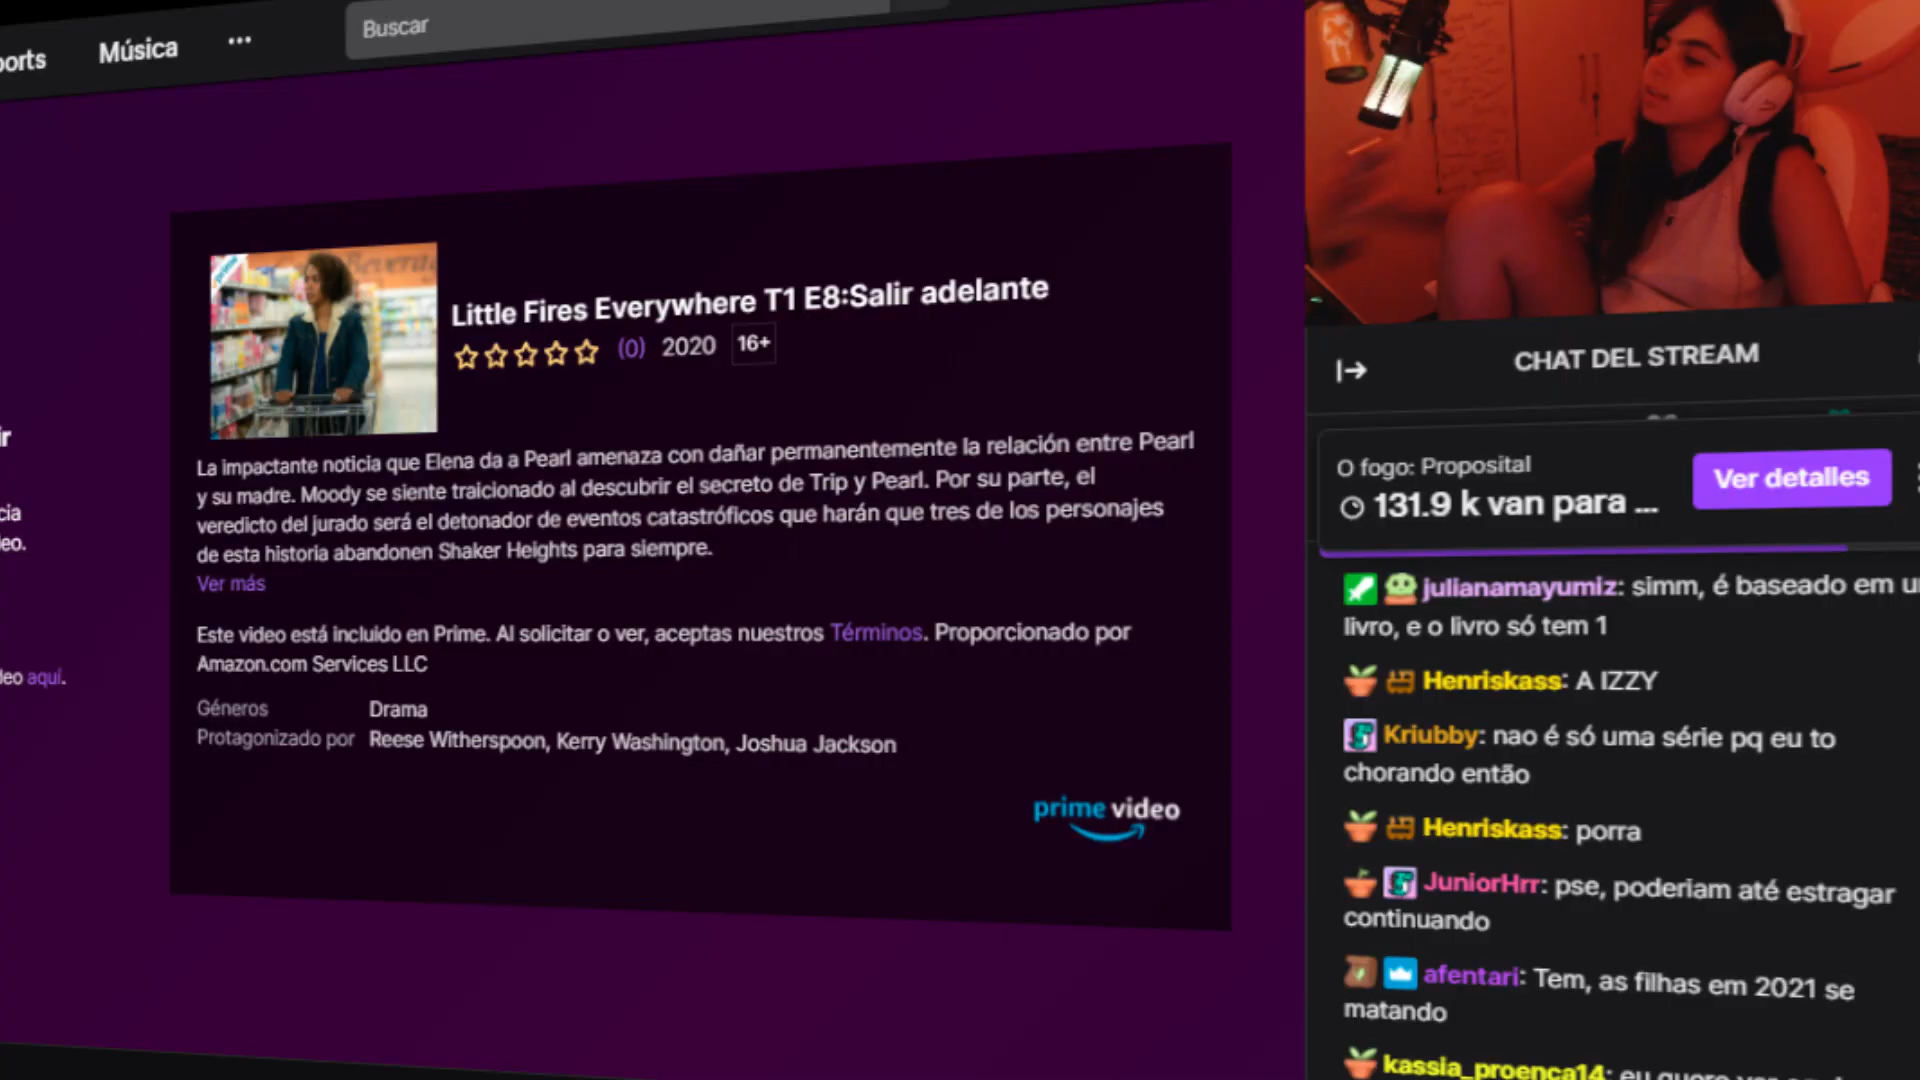 Música
Buscar
Little Fires Everywhere T1 E8:Salir adelante
(0) 2020 16+
La impactante noticia que Elena da a Pearl amenaza con dañar permanentemente la relación entre Pearl
y su madre. Moody se siente traicionado al descubrir el secreto de Trip y Pearl. Por su parte, el
veredicto del jurado será el detonador de eventos catastróficos que harán que tres de los personajes
de esta historia abandonen Shaker Heights para siempre.
Ver más
Este video está incluido en Prime. Al solicitar o ver, aceptas nuestros Términos. Proporcionado por
Amazon.com Services LLC
Géneros Drama
Protagonizado por Reese Witherspoon, Kerry Washington, Joshua Jackson
prime video
aquí.
CHAT DEL STREAM
O fogo: Proposital
131.9 k van para ...
Ver detalles
julianamayumiz: simm, é baseado em
livro, e o livro só tem 1
Henriskass: A IZZY
Kriubby: nao é só uma série pq eu to
chorando então
Henriskass: porra
JuniorHrr: pse, poderiam até estragar
continuando
afentari: Tem, as filhas em 2021 se
matando
kassia_proenca14: eu quero ver